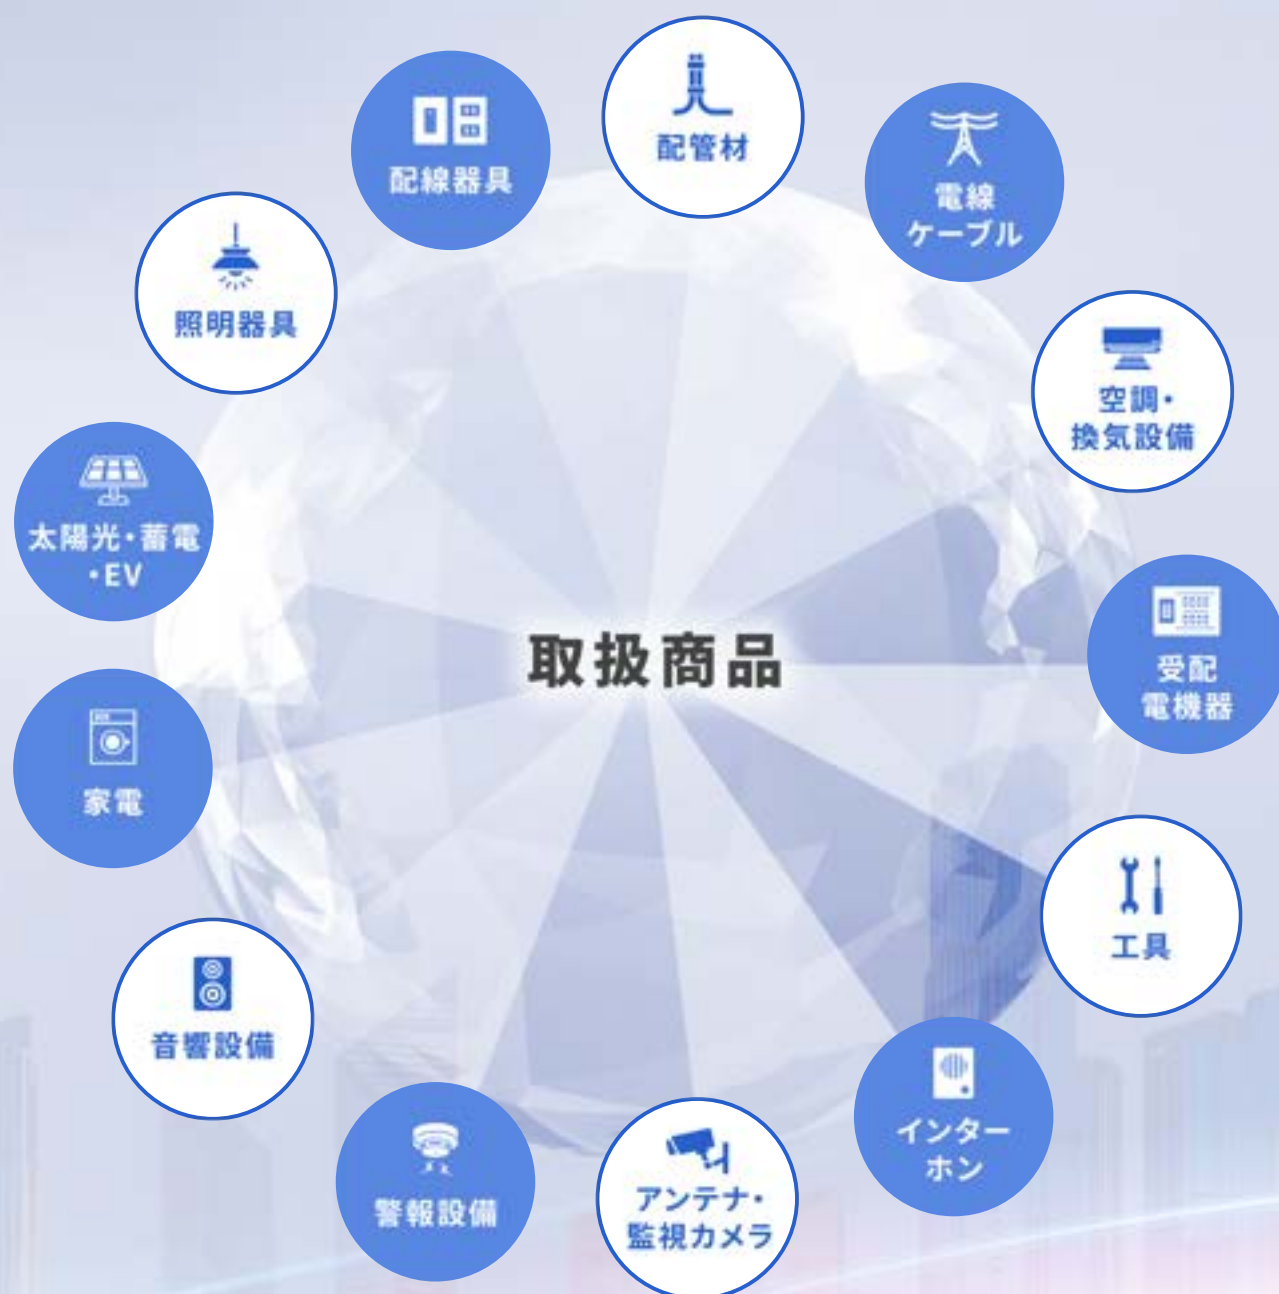 配管材
配線器具
電線
ケーブル
照明器具
空調・
換気設備
太陽光・蓄電
・EV
取扱商品
受配
電機器
家電
工具
音響設備
インター
ホン
警報設備
アンテナ・
監視カメラ